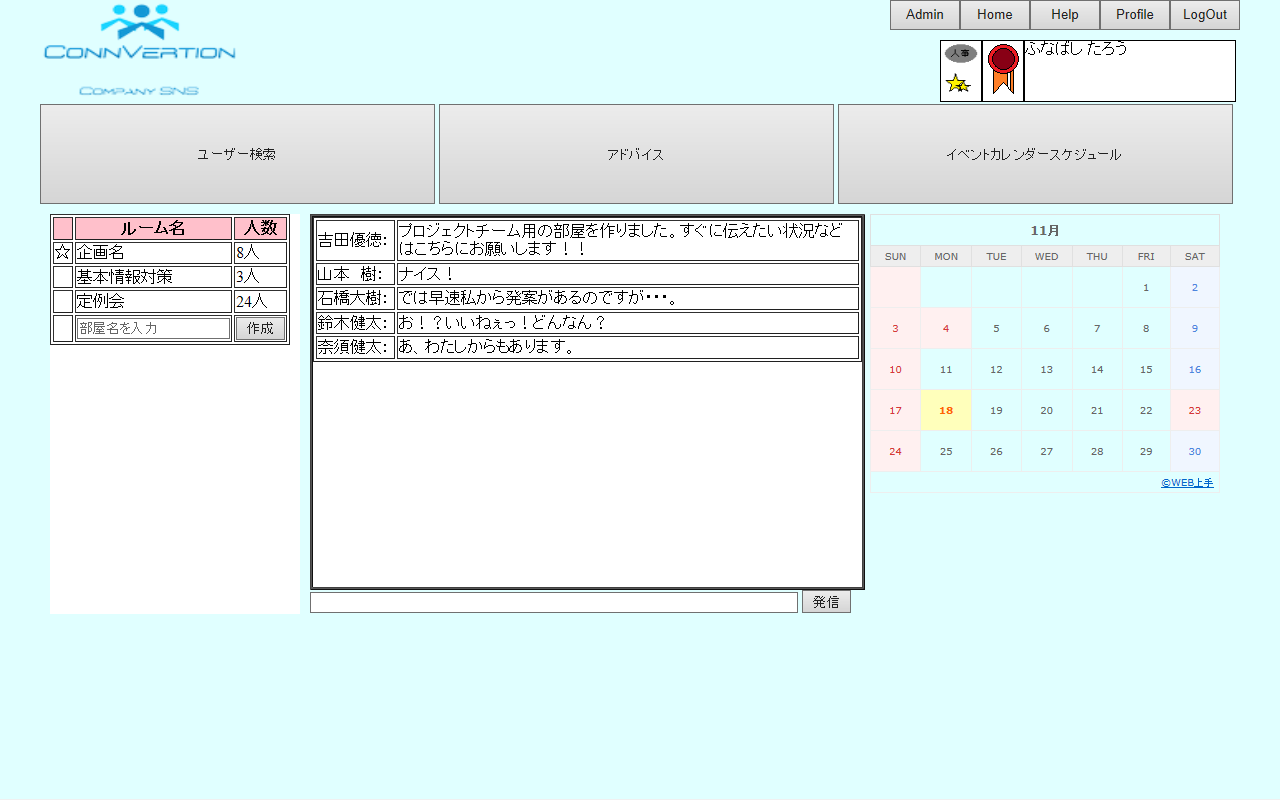 Admin Home Help Profile LogOut
CONNVERTION
COMPANY SNS
人事
ふなばし たろう
ユーザー検索 アドバイス イベントカレンダースケジュール
ルーム名 人数
☆ 企画名 8人
基本情報対策 3人
定例会 24人
部屋名を入力 作成
吉田優徳: プロジェクトチーム用の部屋を作りました。すぐに伝えたい状況など
はこちらにお願いします!!
山本 樹: ナイス!
石橋大樹: では早速私から発案があるのですが・・・。
鈴木健太: お!?いいねぇっ!どんなん?
奈須健太: あ、わたしからもあります。
発信
11月
SUN MON TUE WED THU FRI SAT
1 2
3 4 5 6 7 8 9
10 11 12 13 14 15 16
17 18 19 20 21 22 23
24 25 26 27 28 29 30
©WEB上手